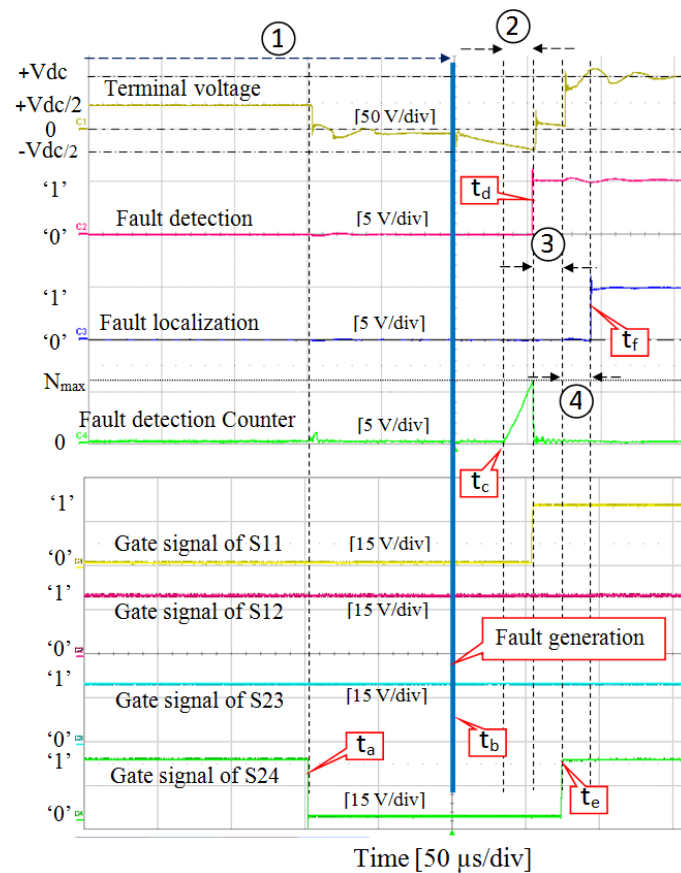 ① ②
+Vdc
Terminal voltage
+Vdc/2
[50 V/div]
0
C1
-Vdc/2
‘1’
td
Fault detection
[5 V/div]
‘0’ C2
③
‘1’
Fault localization
[5 V/div]
‘0’ C3
tf
Nmax
④
Fault detection Counter
[5 V/div]
0 C4
tc
‘1’
Gate signal of S11
[15 V/div]
‘0’
‘1’
Gate signal of S12
[15 V/div]
Fault generation
‘0’
‘1’
Gate signal of S23
[15 V/div]
ta
tb
‘0’
‘1’
Gate signal of S24
[15 V/div]
te
‘0’
Time [50 µs/div]